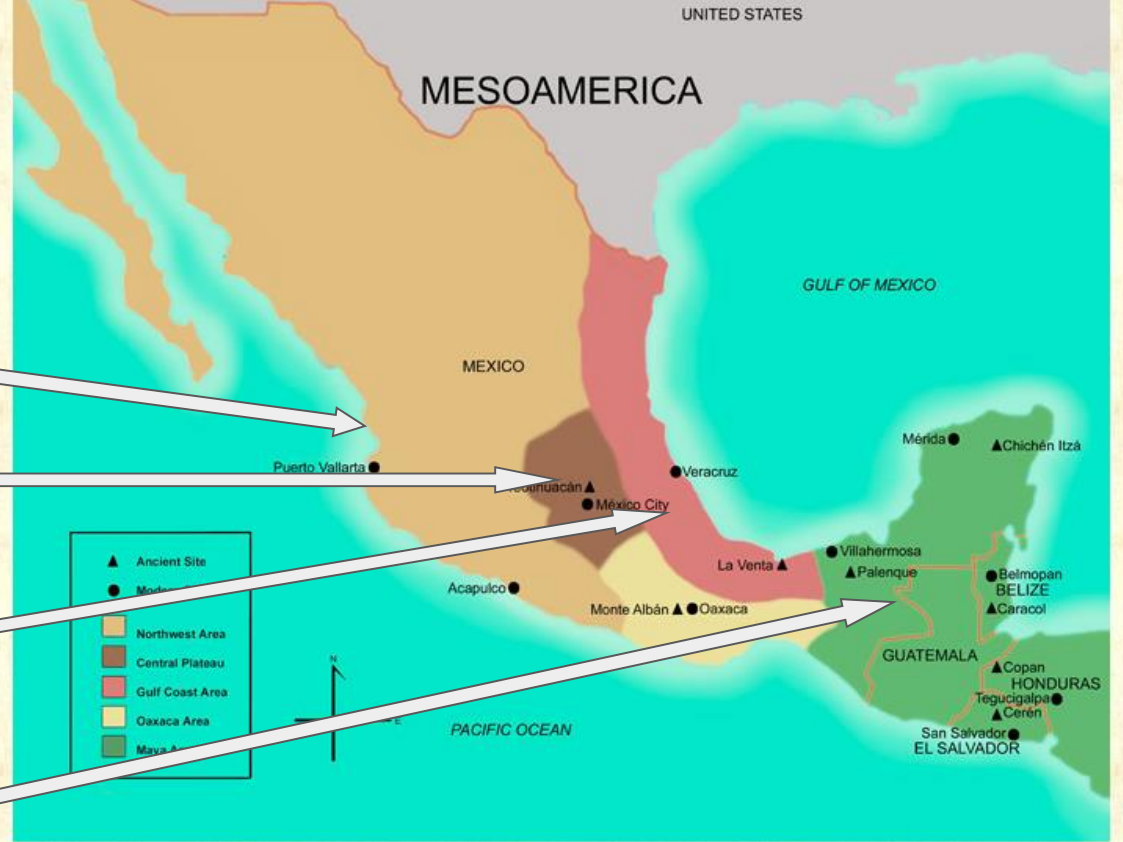 UNITED STATES
MESOAMERICA
GULF OF MEXICO
MEXICO
Mérida
Chichén Itzá
Puerto Vallarta
Veracruz
México City
Villahermosa
La Venta
Palenque
Ancient Site
Belmopan
BELIZE
Acapulco
Monte Albán
Oaxaca
Caracol
Northwest Area
GUATEMALA
Central Plateau
N
Copan
HONDURAS
Gulf Coast Area
Tegucigalpa
Oaxaca Area
E
Cerén
PACIFIC OCEAN
San Salvador
EL SALVADOR
Maya